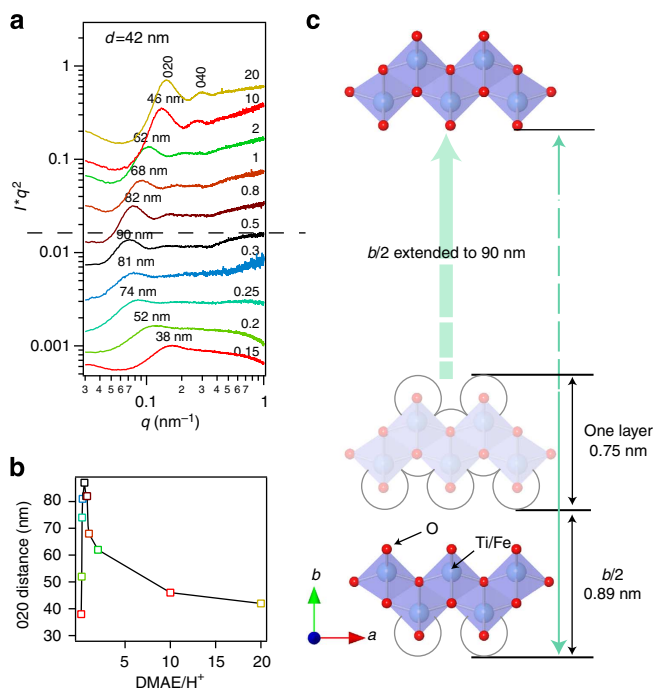 a
d=42 nm
020
040
20
46 nm
10
62 nm
2
68 nm
1
82 nm
0.8
90 nm
0.5
81 nm
0.3
74 nm
0.25
52 nm
0.2
38 nm
0.15
1
0.1
0.01
0.001
I*q²
3 4 5 6 7 0.1 2 3 4 5 6 7 1
q (nm⁻¹)
b
80
70
60
50
40
30
020 distance (nm)
5 10 15 20
DMAE/H⁺
c
b/2 extended to 90 nm
One layer
0.75 nm
O
Ti/Fe
b/2
0.89 nm
b
a